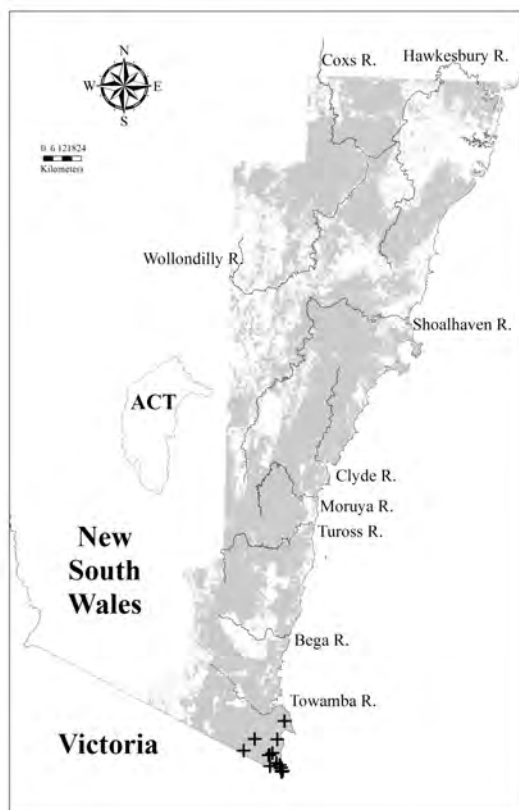 N
W E
S
0 6 12 18 24
Kilometers
Coxs R.
Hawkesbury R.
Wollondilly R.
Shoalhaven R.
ACT
Clyde R.
Moruya R.
Tuross R.
New
South
Wales
Bega R.
Towamba R.
Victoria